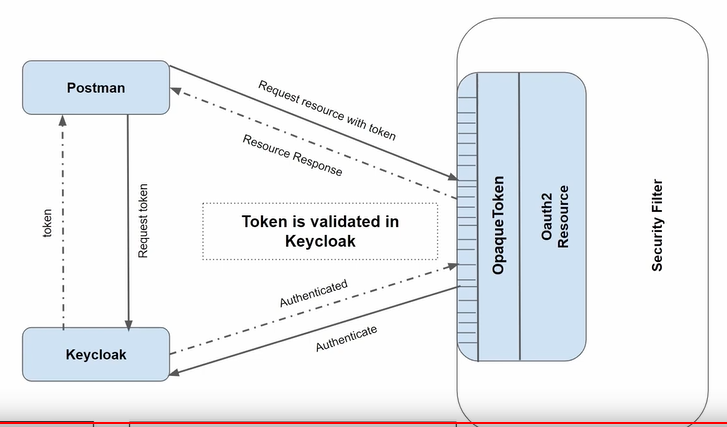 Postman
Request resource with token
Resource Response
token
Request token
Token is validated in
Keycloak
OpaqueToken
Oauth2
Resource
Security Filter
Authenticated
Authenticate
Keycloak